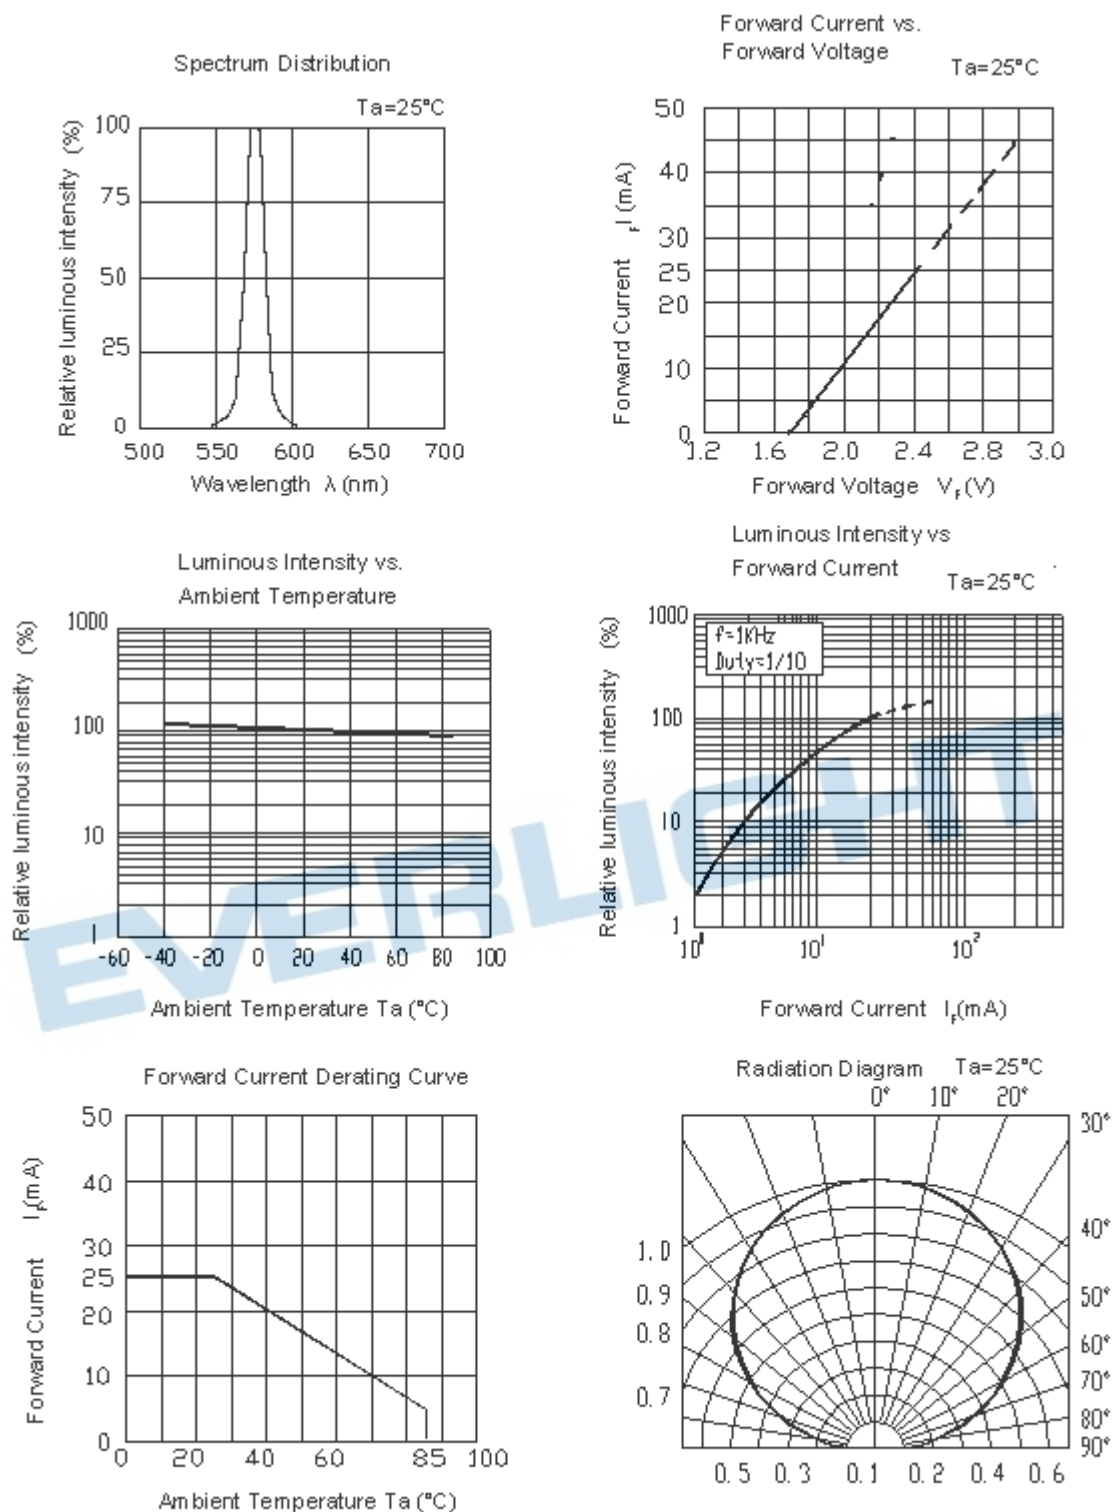 Spectrum Distribution
Ta=25°C
Relative luminous intensity (%)
100
75
50
25
0
500 550 600 650 700
Wavelength λ (nm)
Forward Current vs.
Forward Voltage
Ta=25°C
Forward Current FI (mA)
50
40
30
25
20
10
0
1.2 1.6 2.0 2.4 2.8 3.0
Forward Voltage VF (V)
Luminous Intensity vs.
Ambient Temperature
Relative luminous intensity (%)
1000
100
10
1
-60 -40 -20 0 20 40 60 80 100
Ambient Temperature Ta (°C)
Luminous Intensity vs
Forward Current
Ta=25°C
f=1KHz
Duty=1/10
Relative luminous intensity (%)
1000
100
10
1
10⁰ 10¹ 10²
Forward Current IF(mA)
EVERLIGHT
Forward Current Derating Curve
Forward Current IF(mA)
50
40
30
25
20
10
0
0 20 40 60 85 100
Ambient Temperature Ta (°C)
Radiation Diagram Ta=25°C
0° 10° 20°
30°
40°
50°
60°
70°
80°
90°
1.0
0.9
0.8
0.7
0.5 0.3 0.1 0.2 0.4 0.6